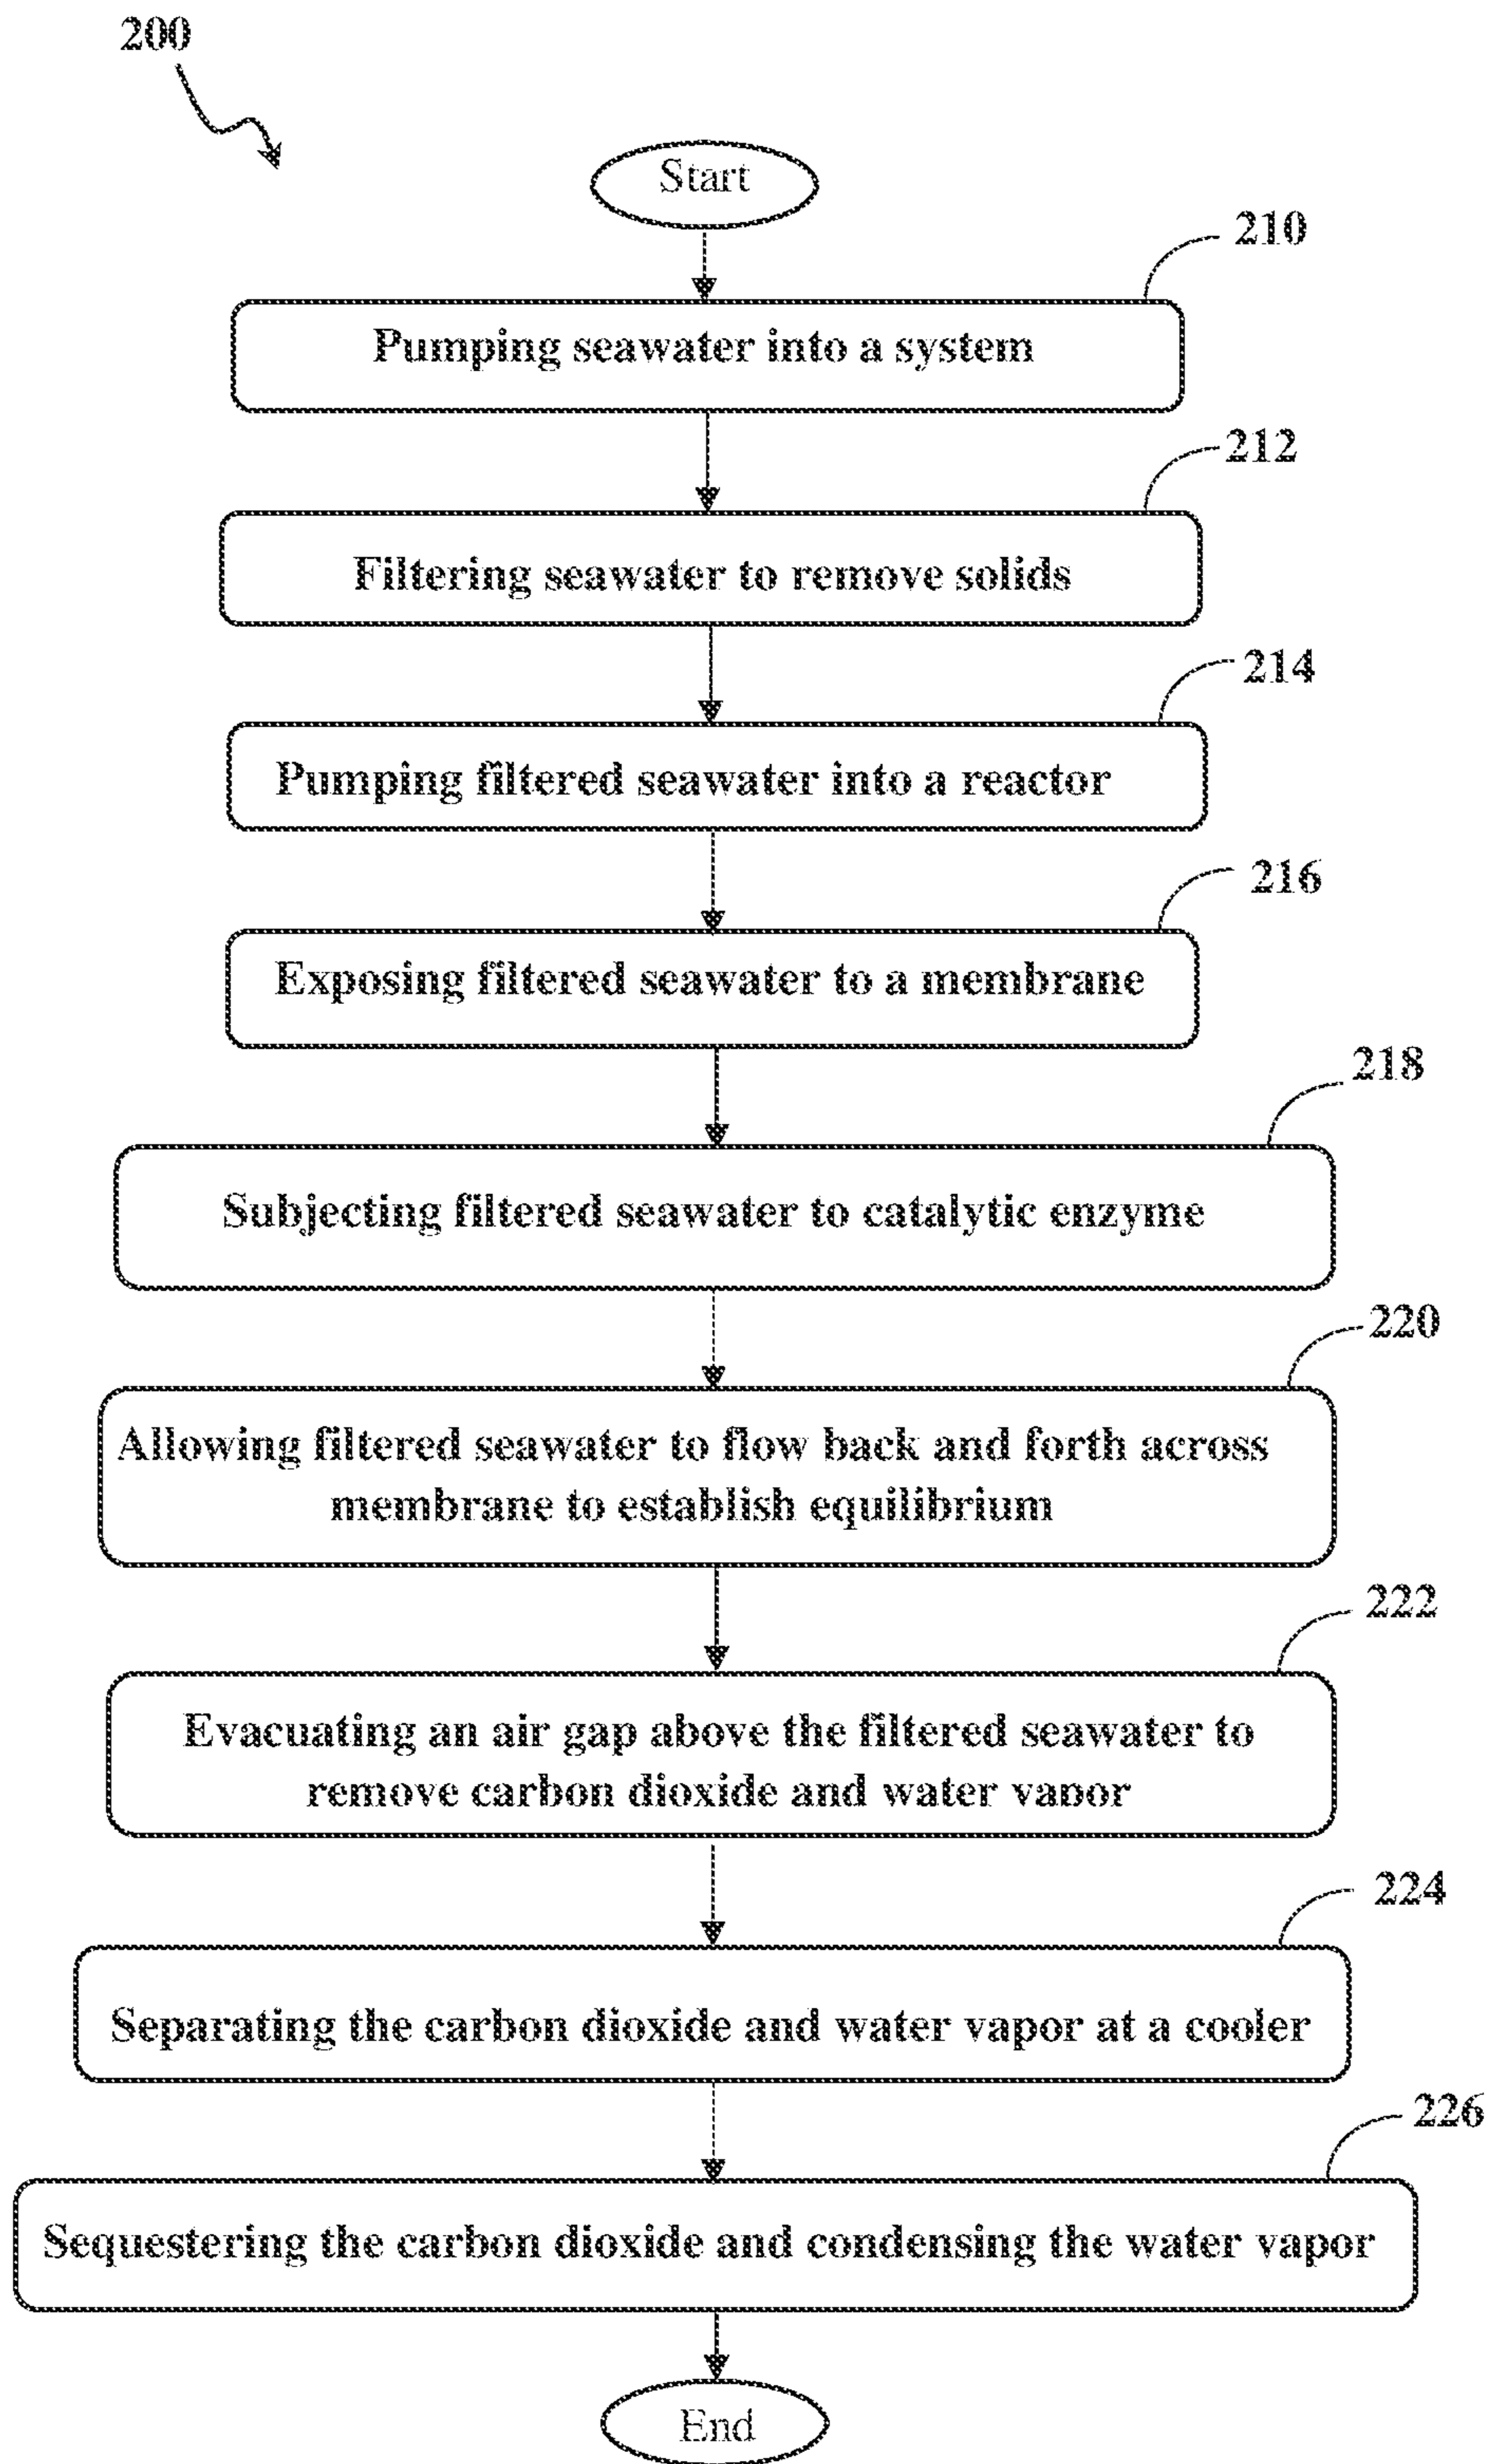 200
Start
210
Pumping seawater into a system
212
Filtering seawater to remove solids
214
Pumping filtered seawater into a reactor
216
Exposing filtered seawater to a membrane
218
Subjecting filtered seawater to catalytic enzyme
220
Allowing filtered seawater to flow back and forth across
membrane to establish equilibrium
222
Evacuating an air gap above the filtered seawater to
remove carbon dioxide and water vapor
224
Separating the carbon dioxide and water vapor at a cooler
226
Sequestering the carbon dioxide and condensing the water vapor
End